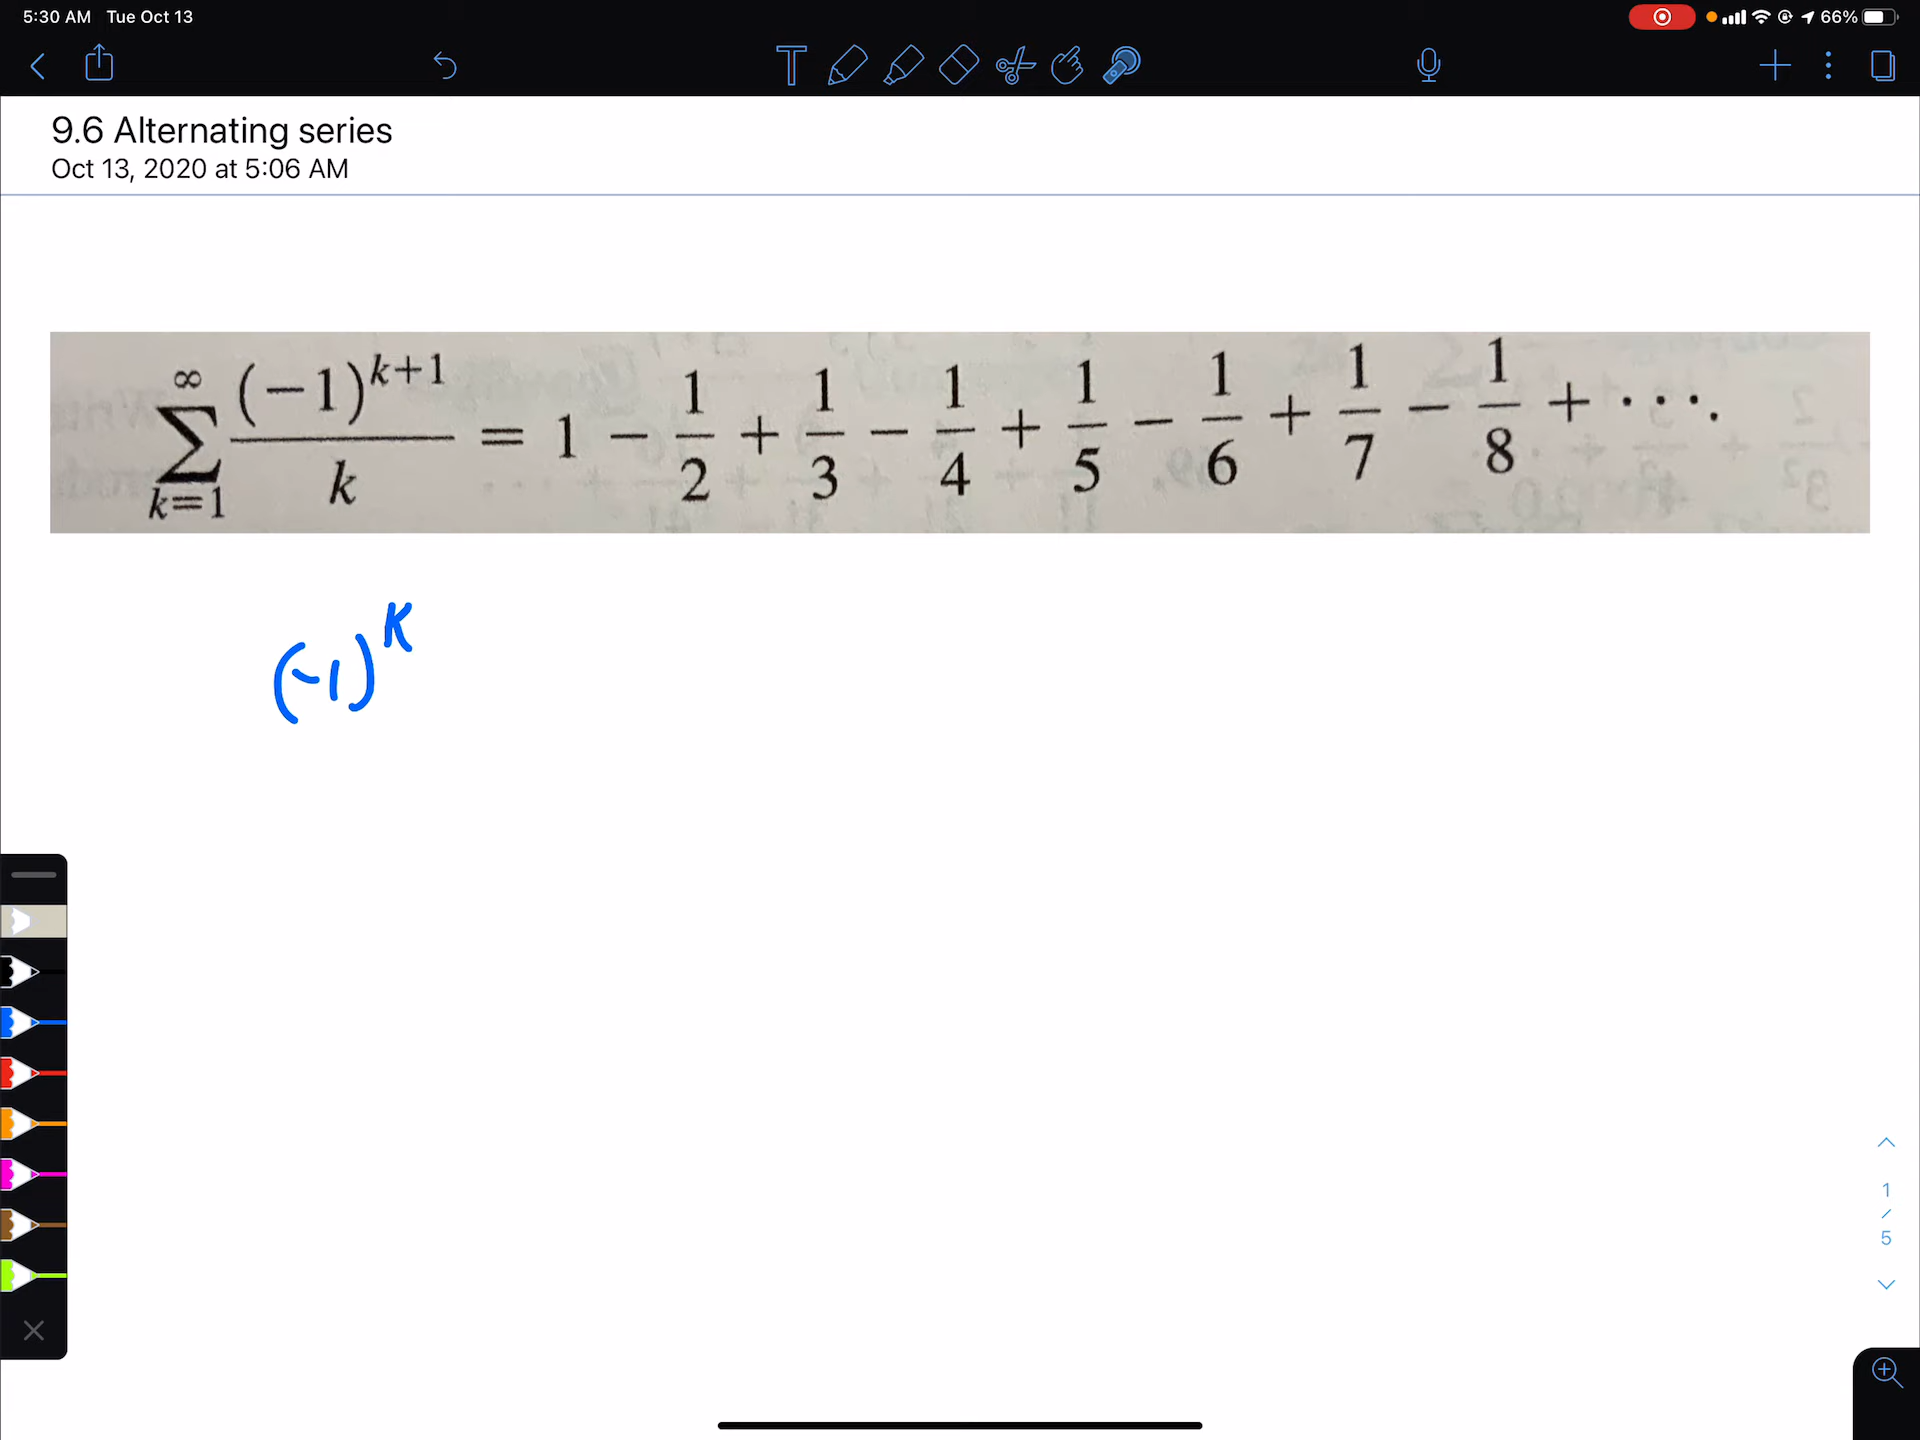 5:30 AM Tue Oct 13 66%
9.6 Alternating series
Oct 13, 2020 at 5:06 AM
∞ ∑ k=1 (−1)^{k+1} / k = 1 − 1/2 + 1/3 − 1/4 + 1/5 − 1/6 + 1/7 − 1/8 + ⋯.
(-1)^k
1
/
5